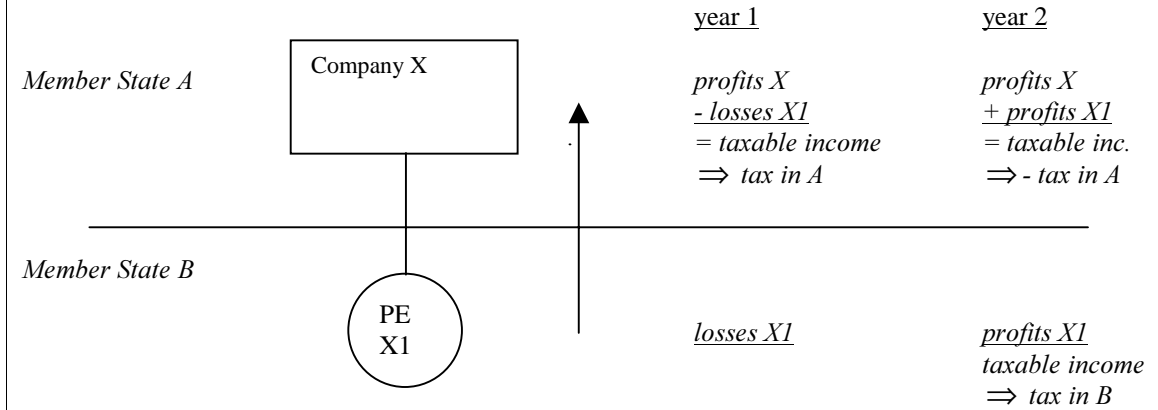 year 1
year 2
Member State A
Company X
profits X
- losses X1
= taxable income
⇒ tax in A
profits X
+ profits X1
= taxable inc.
⇒ - tax in A
Member State B
PE
X1
losses X1
profits X1
taxable income
⇒ tax in B